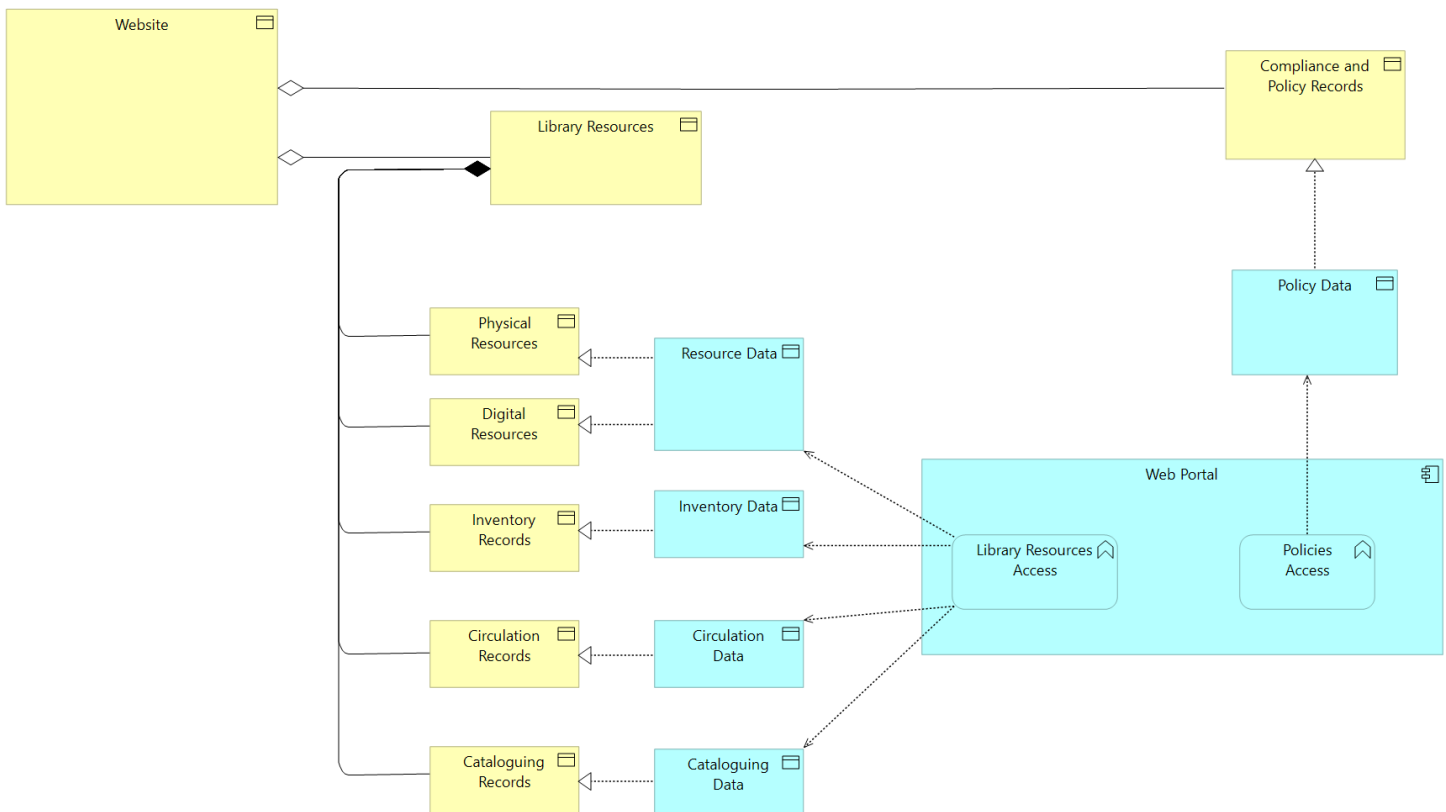 Website
Compliance and
Policy Records
Library Resources
Policy Data
Physical
Resources
Resource Data
Digital
Resources
Web Portal
Inventory Data
Inventory
Records
Library Resources
Access
Policies
Access
Circulation
Records
Circulation
Data
Cataloguing
Records
Cataloguing
Data